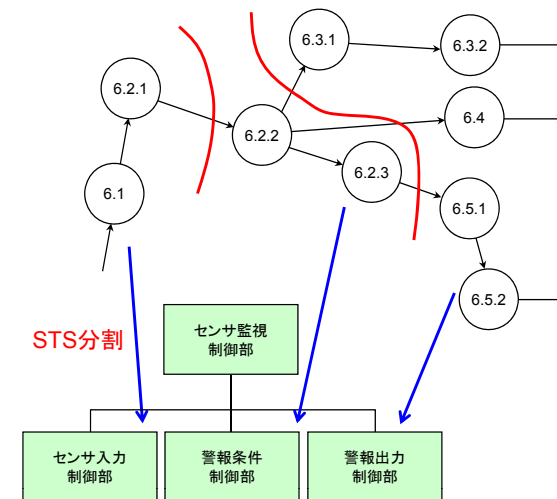 6.3.1
6.3.2
6.2.1
6.2.2
6.4
6.2.3
6.1
6.5.1
6.5.2
STS分割
センサ監視
制御部
センサ入力
制御部
警報条件
制御部
警報出力
制御部